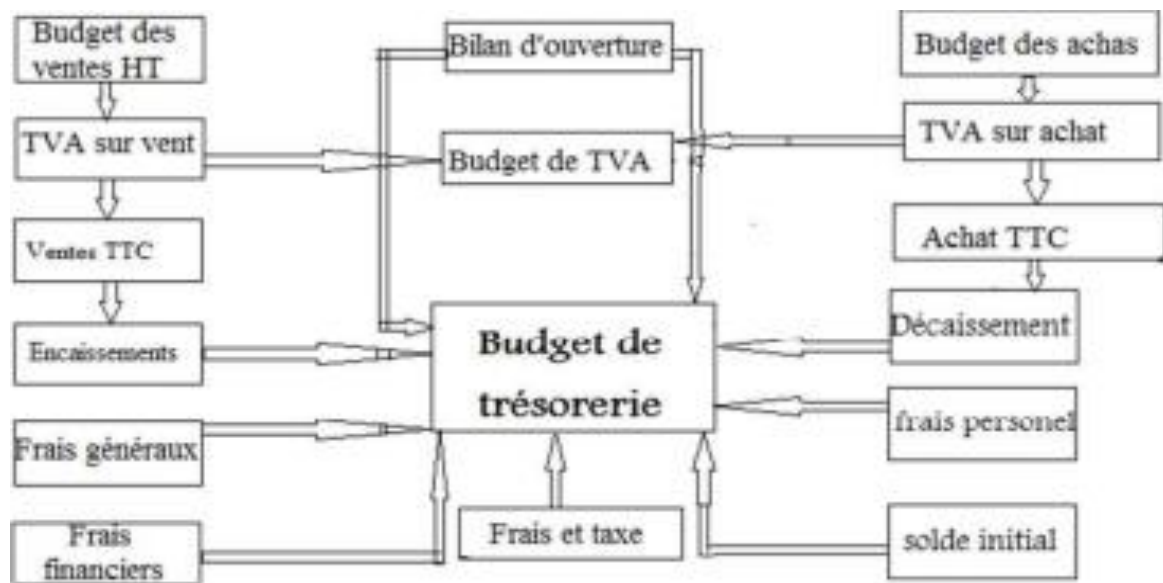 Budget des
ventes HT
Bilan d'ouverture
Budget des achas
TVA sur vent
Budget de TVA
TVA sur achat
Ventes TTC
Achat TTC
Encaissements
Budget de
trésorerie
Décaissement
Frais généraux
frais personel
Frais
financiers
Frais et taxe
solde initial